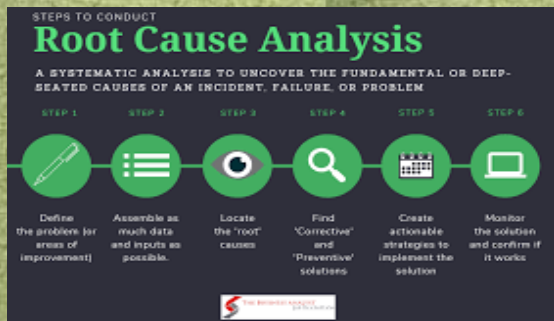 STEPS TO CONDUCT
Root Cause Analysis
A SYSTEMATIC ANALYSIS TO UNCOVER THE FUNDAMENTAL OR DEEP-
SEATED CAUSES OF AN INCIDENT, FAILURE, OR PROBLEM
STEP 1
Define
the problem (or
areas of
improvement)
STEP 2
Assemble as
much data
and inputs as
possible.
STEP 3
Locate
the 'root'
causes
STEP 4
Find
'Corrective'
and
'Preventive'
solutions
STEP 5
Create
actionable
strategies to
implement the
solution
STEP 6
Monitor
the solution
and confirm if
it works
THE BUSINESS ANALYST